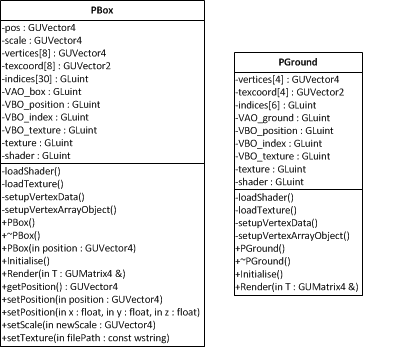 PBox
-pos : GUVector4
-scale : GUVector4
-vertices[8] : GUVector4
-texcoord[8] : GUVector2
-indices[30] : GLuint
-VAO_box : GLuint
-VBO_position : GLuint
-VBO_index : GLuint
-VBO_texture : GLuint
-texture : GLuint
-shader : GLuint
-loadShader()
-loadTexture()
-setupVertexData()
-setupVertexArrayObject()
+PBox()
+~PBox()
+PBox(in position : GUVector4)
+Initialise()
+Render(in T : GUMatrix4 &)
+getPosition() : GUVector4
+setPosition(in position : GUVector4)
+setPosition(in x : float, in y : float, in z : float)
+setScale(in newScale : GUVector4)
+setTexture(in filePath : const wstring)
PGround
-vertices[4] : GUVector4
-texcoord[4] : GUVector2
-indices[6] : GLuint
-VAO_ground : GLuint
-VBO_position : GLuint
-VBO_index : GLuint
-VBO_texture : GLuint
-texture : GLuint
-shader : GLuint
-loadShader()
-loadTexture()
-setupVertexData()
-setupVertexArrayObject()
+PGround()
+~PGround()
+Initialise()
+Render(in T : GUMatrix4 &)